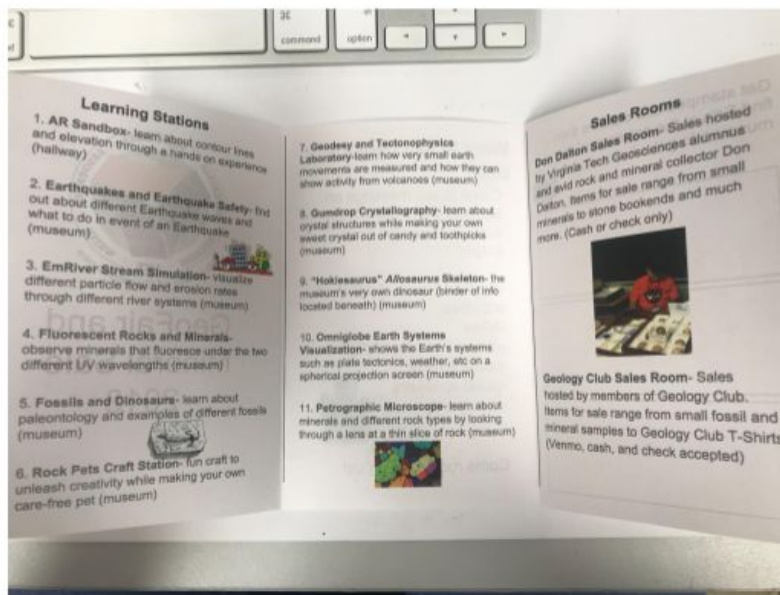 command
option
Learning Stations
1. AR Sandbox- learn about contour lines
and elevation through a hands on experience
(hallway)
2. Earthquakes and Earthquake Safety- find
out about different Earthquake waves and
what to do in event of an Earthquake
(museum)
3. EmRiver Stream Simulation- visualize
different particle flow and erosion rates
through different river systems (museum)
4. Fluorescent Rocks and Minerals-
observe minerals that fluoresce under the two
different UV wavelengths (museum)
5. Fossils and Dinosaurs- learn about
paleontology and examples of different fossils
(museum)
6. Rock Pets Craft Station- fun craft to
unleash creativity while making your own
care-free pet (museum)
7. Geodesy and Tectonophysics
Laboratory-learn how very small earth
movements are measured and how they can
show activity from volcanoes (museum)
8. Gumdrop Crystallography- learn about
crystal structures while making your own
sweet crystal out of candy and toothpicks
(museum)
9. "Hokiesaurus" Allosaurus Skeleton- the
museum's very own dinosaur (binder of info
located beneath) (museum)
10. Omniglobe Earth Systems
Visualization- shows the Earth's systems
such as plate tectonics, weather, etc on a
spherical projection screen (museum)
11. Petrographic Microscope- learn about
minerals and different rock types by looking
through a lens at a thin slice of rock (museum)
Sales Rooms
Don Dalton Sales Room- Sales hosted
by Virginia Tech Geosciences alumnus
and avid rock and mineral collector Don
Dalton. Items for sale range from small
minerals to stone bookends and much
more. (Cash or check only)
Geology Club Sales Room- Sales
hosted by members of Geology Club.
Items for sale range from small fossil and
mineral samples to Geology Club T-Shirts
(Venmo, cash, and check accepted)